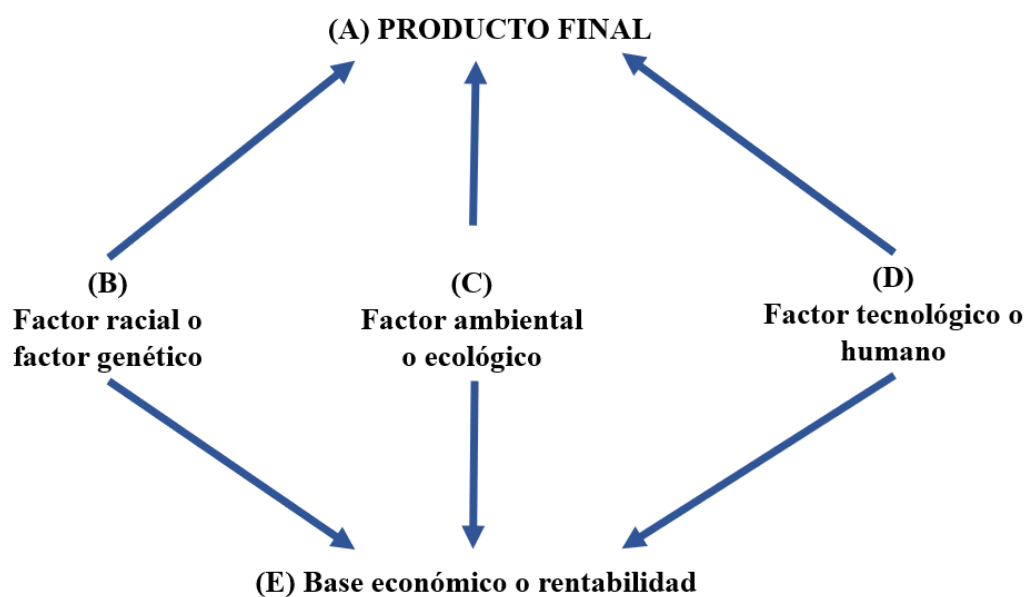 (A) PRODUCTO FINAL
(B)
Factor racial o
factor genético
(C)
Factor ambiental
o ecológico
(D)
Factor tecnológico o
humano
(E) Base económico o rentabilidad